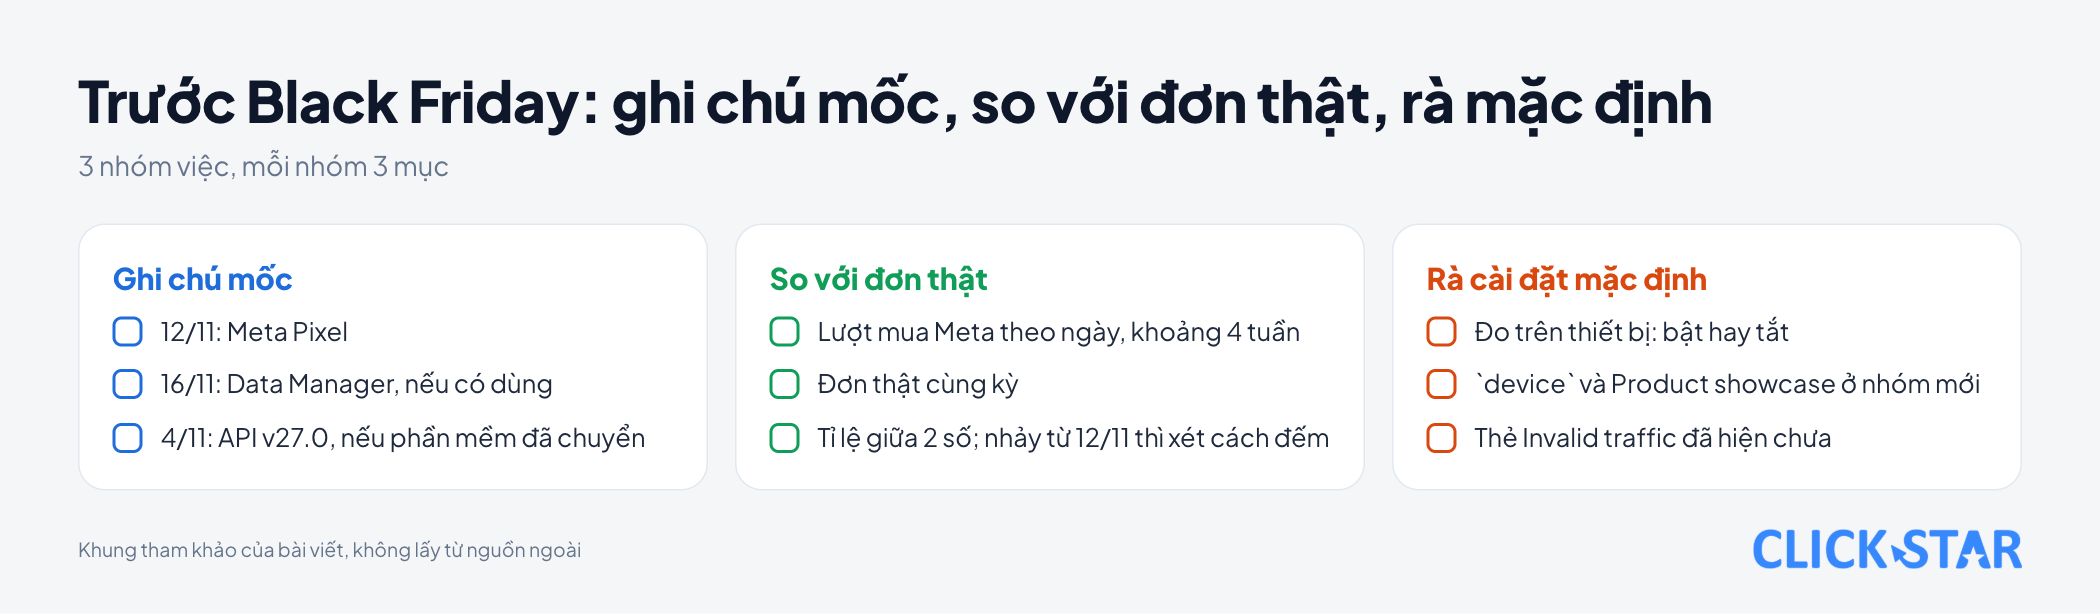 Trước Black Friday: ghi chú mốc, so với đơn thật, rà mặc định
3 nhóm việc, mỗi nhóm 3 mục
Ghi chú mốc
12/11: Meta Pixel
16/11: Data Manager, nếu có dùng
4/11: API v27.0, nếu phần mềm đã chuyển
So với đơn thật
Lượt mua Meta theo ngày, khoảng 4 tuần
Đơn thật cùng kỳ
Tỉ lệ giữa 2 số; nhảy từ 12/11 thì xét cách đếm
Rà cài đặt mặc định
Đo trên thiết bị: bật hay tắt
`device` và Product showcase ở nhóm mới
Thẻ Invalid traffic đã hiện chưa
Khung tham khảo của bài viết, không lấy từ nguồn ngoài
CLICK STAR